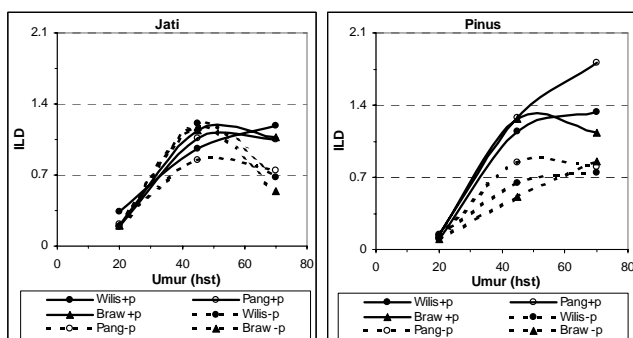 Jati
2.1
1.4
0.7
0
ILD
0 20 40 60 80
Umur (hst)
Wilis+p Pang+p
Braw +p Wilis-p
Pang-p Braw -p
Pinus
2.1
1.4
0.7
0
ILD
0 20 40 60 80
Umur (hst)
Wilis+p Pang+p
Braw +p Wilis-p
Pang-p Braw -p